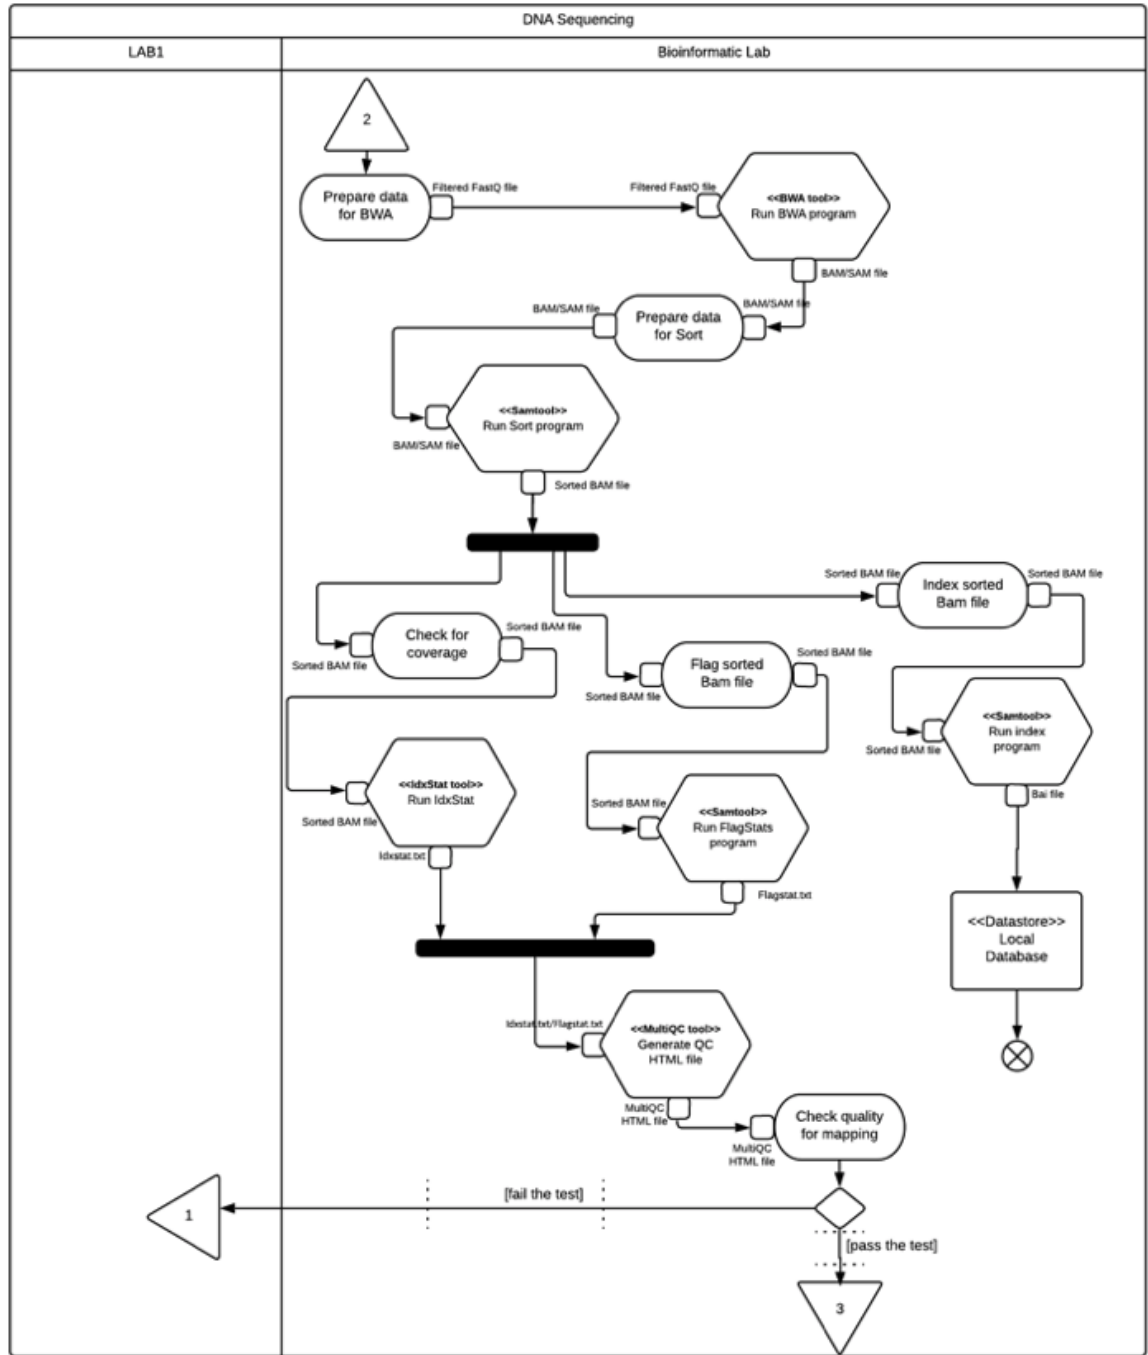 DNA Sequencing
LAB1
Bioinformatic Lab
2
Prepare data
for BWA
Filtered FastQ file
Filtered FastQ file
<<BWA tool>>
Run BWA program
BAM/SAM file
BAM/SAM file
Prepare data
for Sort
BAM/SAM file
<<Samtool>>
Run Sort program
BAM/SAM file
Sorted BAM file
Sorted BAM file
Index sorted
Bam file
Sorted BAM file
Sorted BAM file
Check for
coverage
Sorted BAM file
Sorted BAM file
Flag sorted
Bam file
Sorted BAM file
<<Samtool>>
Run index
program
Sorted BAM file
Bai file
<<IdxStat tool>>
Run IdxStat
Sorted BAM file
Idxstat.txt
Sorted BAM file
<<Samtool>>
Run FlagStats
program
Flagstat.txt
<<Datastore>>
Local
Database
Idxstat.txt/Flagstat.txt
<<MultiQC tool>>
Generate QC
HTML file
MultiQC
HTML file
MultiQC
HTML file
Check quality
for mapping
[fail the test]
1
[pass the test]
3